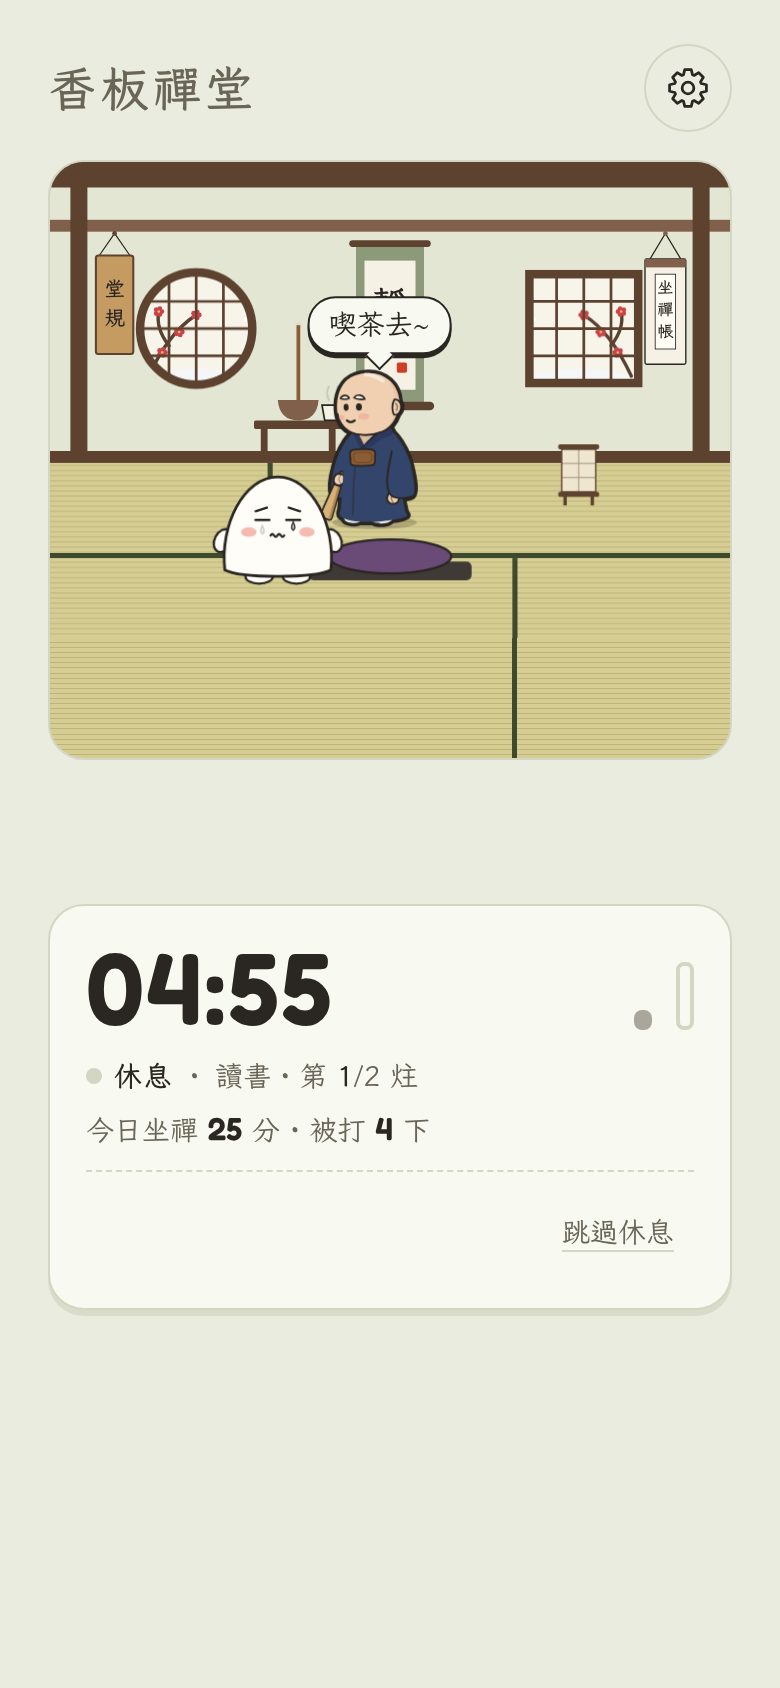 香板禪堂
堂規
坐禪帳
喫茶去~
04:55
休息 · 讀書·第 1/2 炷
今日坐禪 25 分·被打 4 下
跳過休息